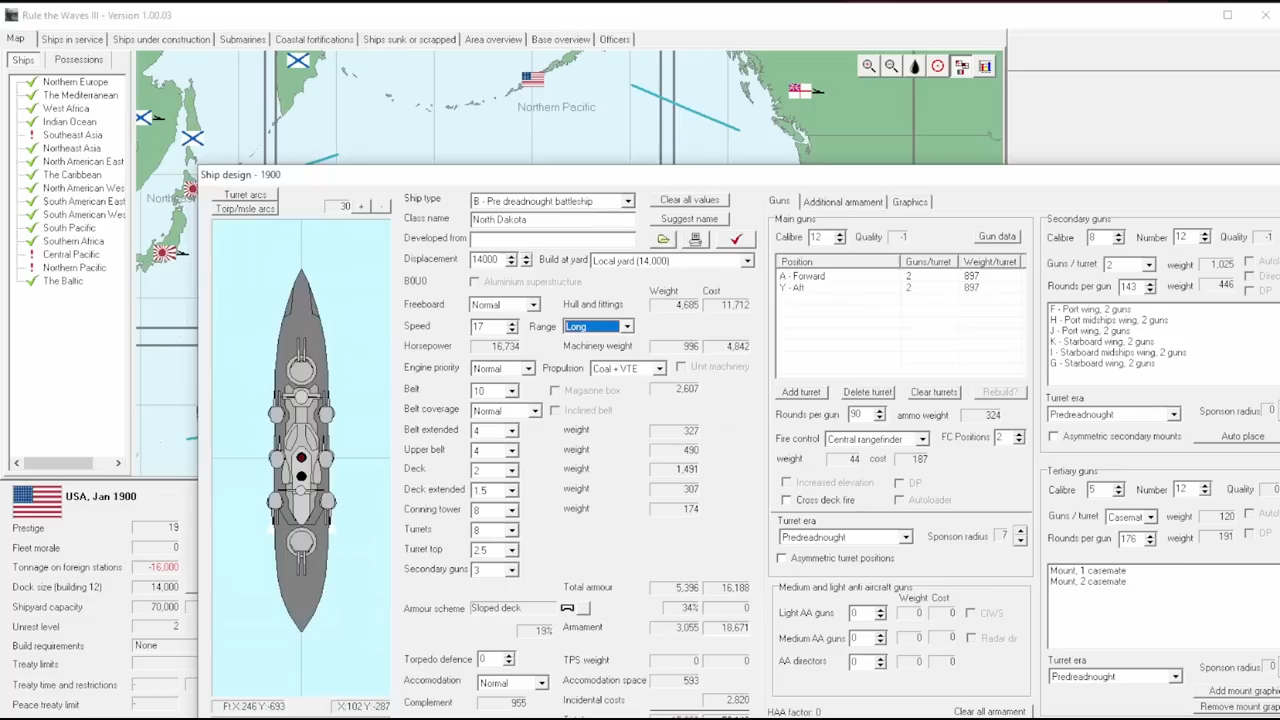 Rule the Waves III - Version 1.00.03
Map Ships in service Ships under construction Submarines Coastal fortifications Ships sunk or scrapped Area overview Base overview Officers
Ships Possessions
Northern Europe
The Mediterranean
West Africa
Indian Ocean
Southeast Asia
Northeast Asia
North American East
The Caribbean
North American Wes
South American East
South American Wes
South Pacific
Southern Africa
Central Pacific
Northern Pacific
The Baltic
Northern Pacific
USA, Jan 1900
Prestige 19
Fleet morale 0
Tonnage on foreign stations -16,000
Dock size (building 12) 14,000
Shipyard capacity 70,000
Unrest level 2
Build requirements None
Treaty limits
Treaty time and restrictions -
Peace treaty limit -
Ship design - 1900
Turret arcs
Torp/msle arcs
30 + -
Ft X:246 Y:-693 X:102 Y:-287
Ship type B - Pre dreadnought battleship Clear all values
Class name North Dakota Suggest name
Developed from
Displacement 14000 Build at yard Local yard (14,000)
BOUO Aluminium superstructure
Weight Cost
Freeboard Normal Hull and fittings 4,685 11,712
Speed 17 Range Long
Horsepower 16,734 Machinery weight 996 4,842
Engine priority Normal Propulsion Coal + VTE Unit machinery
Belt 10 Magazine box 2,607
Belt coverage Normal Inclined belt
Belt extended 4 weight 327
Upper belt 4 weight 490
Deck 2 weight 1,491
Deck extended 1.5 weight 307
Conning tower 8 weight 174
Turrets 8
Turret top 2.5
Secondary guns 3
Total armour 5,396 16,188
Armour scheme Sloped deck 34% 0
19% Armament 3,055 18,671
Torpedo defence 0 TPS weight 0 0
Accomodation Normal Accomodation space 593
Complement 955 Incidental costs 2,820
Guns Additional armament Graphics
Main guns
Calibre 12 Quality -1 Gun data
Position Guns/turret Weight/turret
A - Forward 2 897
Y - Aft 2 897
Add turret Delete turret Clear turrets Rebuild?
Rounds per gun 90 ammo weight 324
Fire control Central rangefinder FC Positions 2
weight 44 cost 187
Increased elevation DP
Cross deck fire Autoloader
Turret era
Predreadnought Sponson radius 7
Asymmetric turret positions
Medium and light anti aircraft guns
Weight Cost
Light AA guns 0 0 0 CIWS
Medium AA guns 0 0 0 Radar dir
AA directors 0 0 0
HAA factor: 0 Clear all armament
Secondary guns
Calibre 8 Number 12 Quality -1
Guns / turret 2 weight 1,025
Rounds per gun 143 weight 446 DP
F - Port wing, 2 guns
H - Port midships wing, 2 guns
J - Port wing, 2 guns
K - Starboard wing, 2 guns
I - Starboard midships wing, 2 guns
G - Starboard wing, 2 guns
Turret era
Predreadnought Sponson radius 0
Asymmetric secondary mounts Auto place
Tertiary guns
Calibre 5 Number 12 Quality 0
Guns / turret Casemat weight 120
Rounds per gun 176 weight 191 DP
Mount, 1 casemate
Mount, 2 casemate
Turret era
Predreadnought Sponson radius 0
Add mount graphi
Remove mount grap